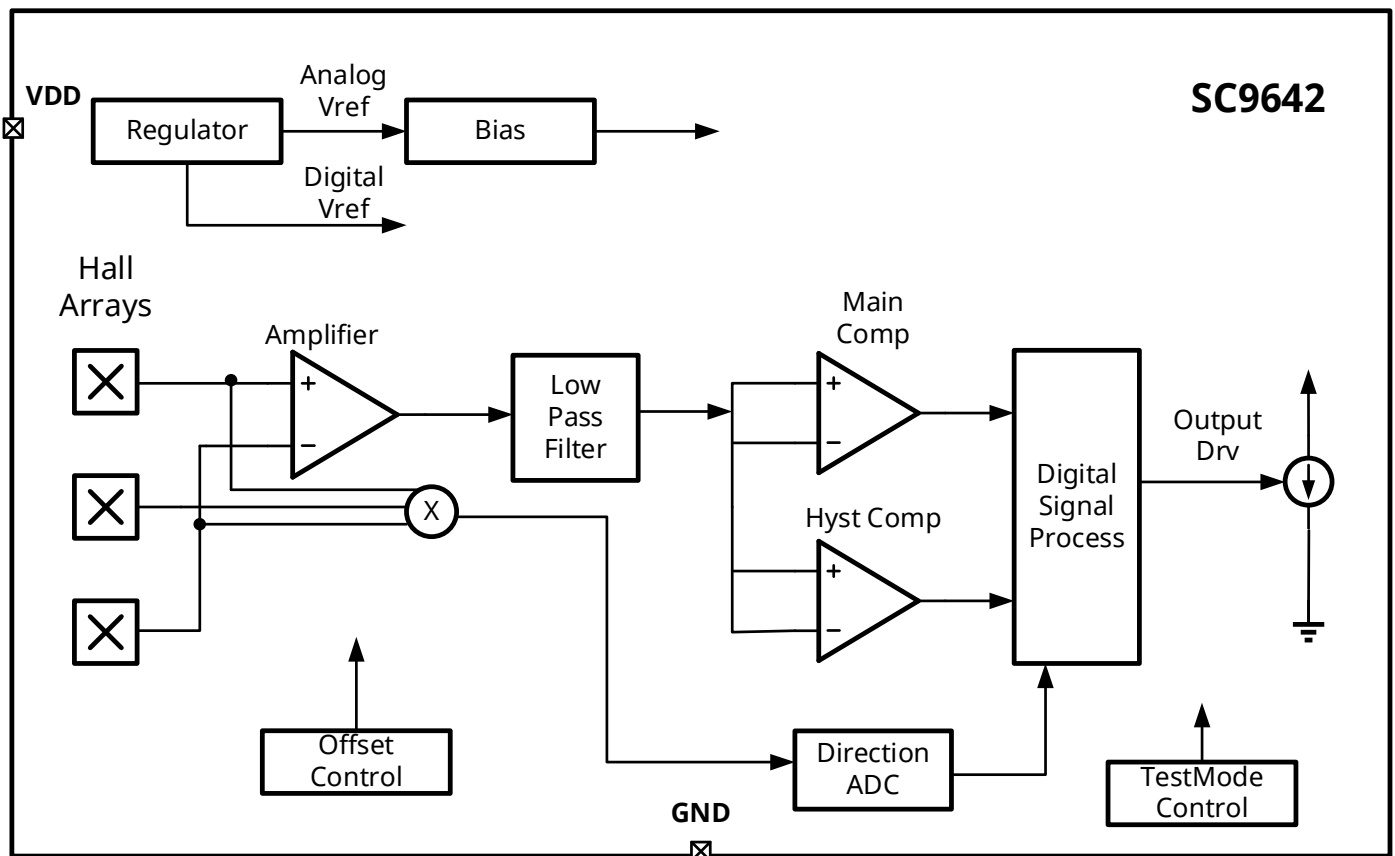 SC9642
VDD
Regulator
Analog
Vref
Bias
Digital
Vref
Hall
Arrays
Amplifier
+
−
Low
Pass
Filter
Main
Comp
+
−
Hyst Comp
+
−
X
Digital
Signal
Process
Output
Drv
Offset
Control
Direction
ADC
TestMode
Control
GND